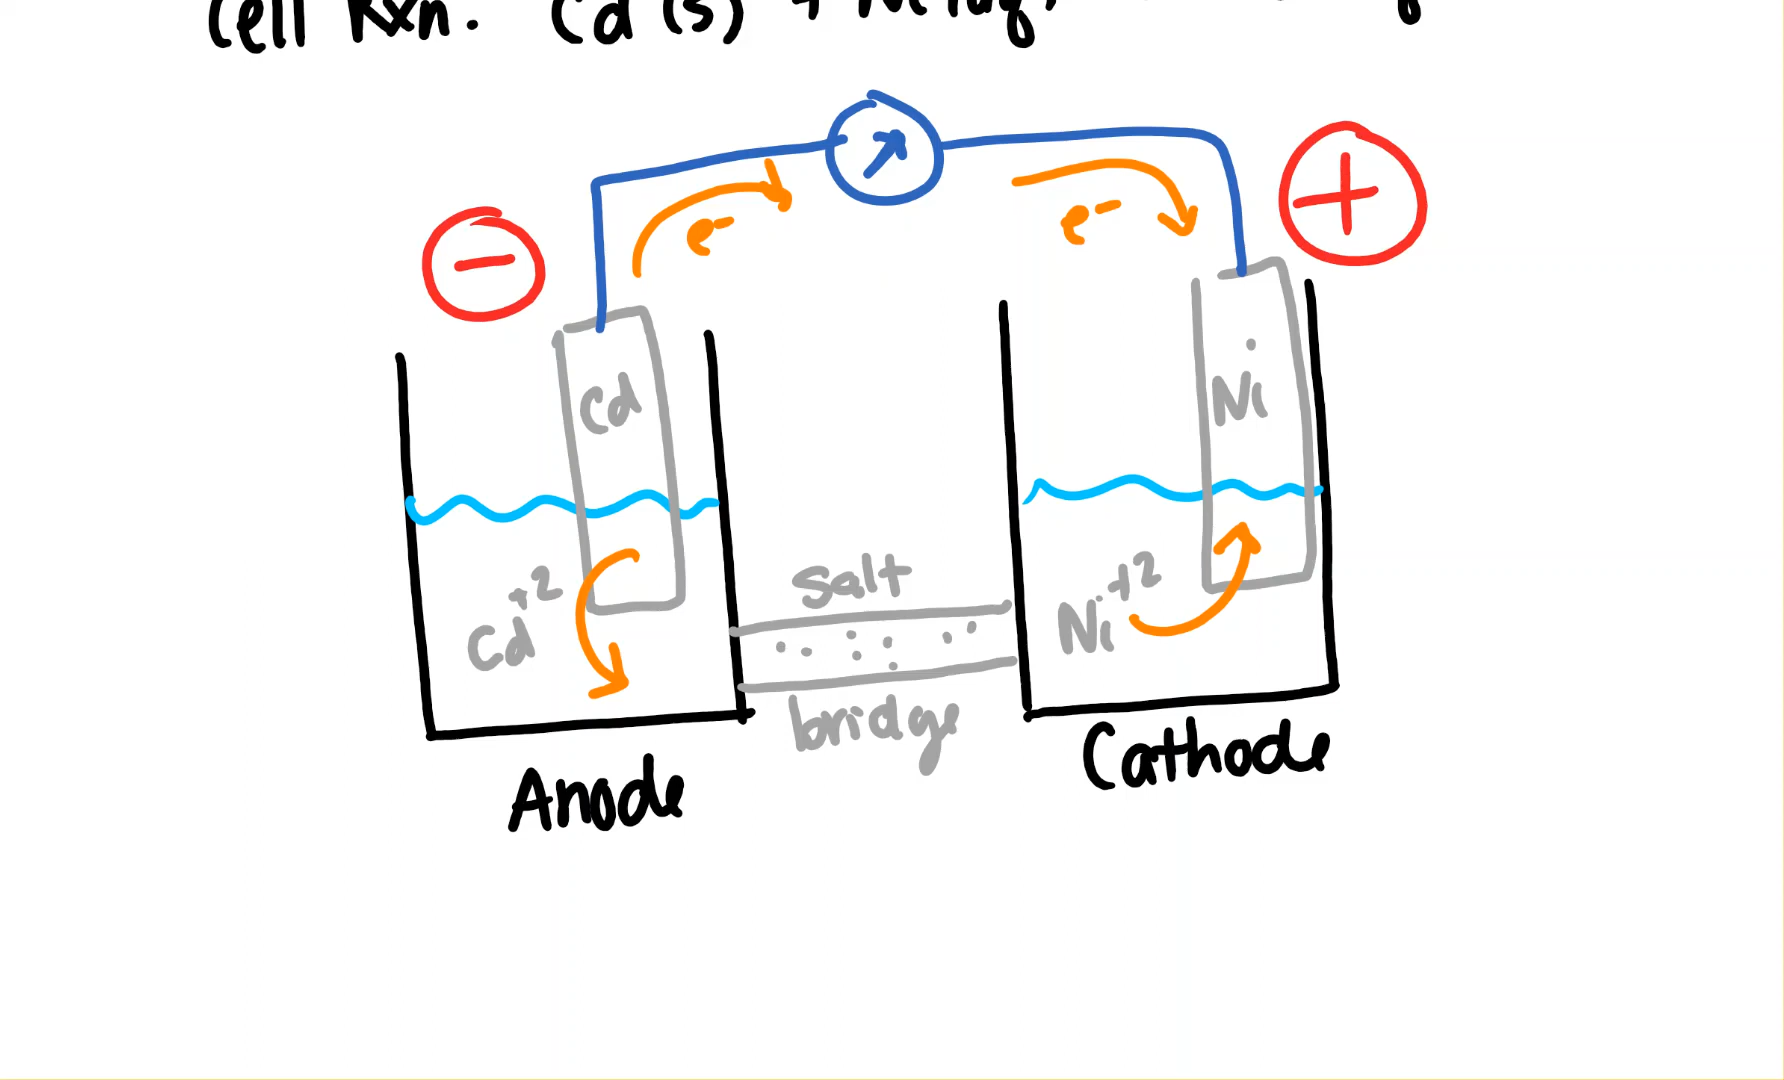 Cell Rxn: Cd (s) +
e⁻ e⁻
− +
Cd Ni
Cd⁺² salt Ni⁺²
bridge
Anode Cathode